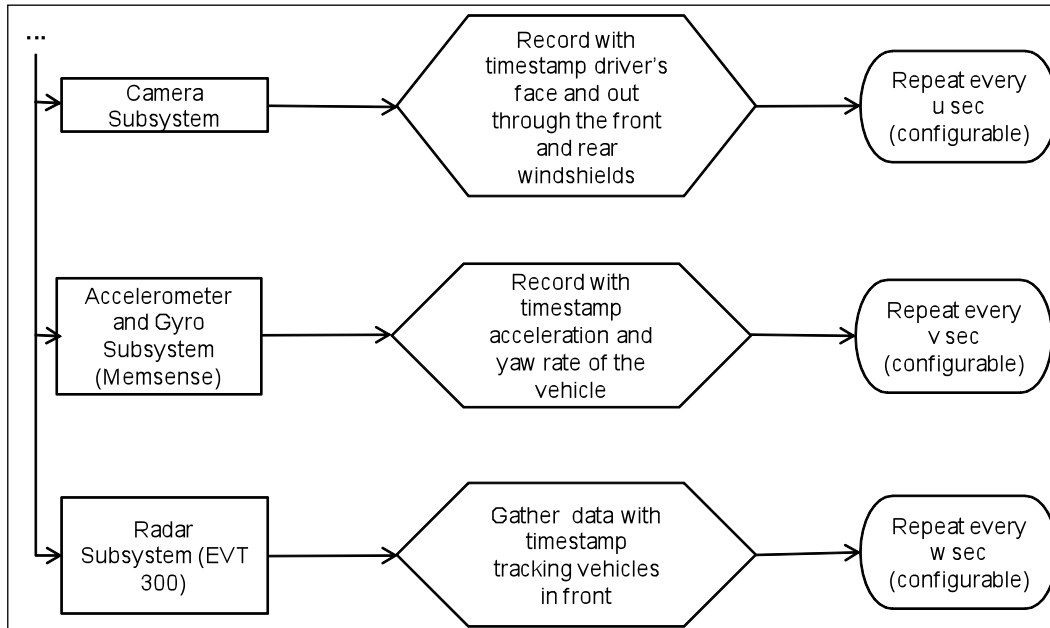 ...
Camera
Subsystem
Record with
timestamp driver's
face and out
through the front
and rear
windshields
Repeat every
u sec
(configurable)
Accelerometer
and Gyro
Subsystem
(Memsense)
Record with
timestamp
acceleration and
yaw rate of the
vehicle
Repeat every
v sec
(configurable)
Radar
Subsystem (EVT
300)
Gather data with
timestamp
tracking vehicles
in front
Repeat every
w sec
(configurable)